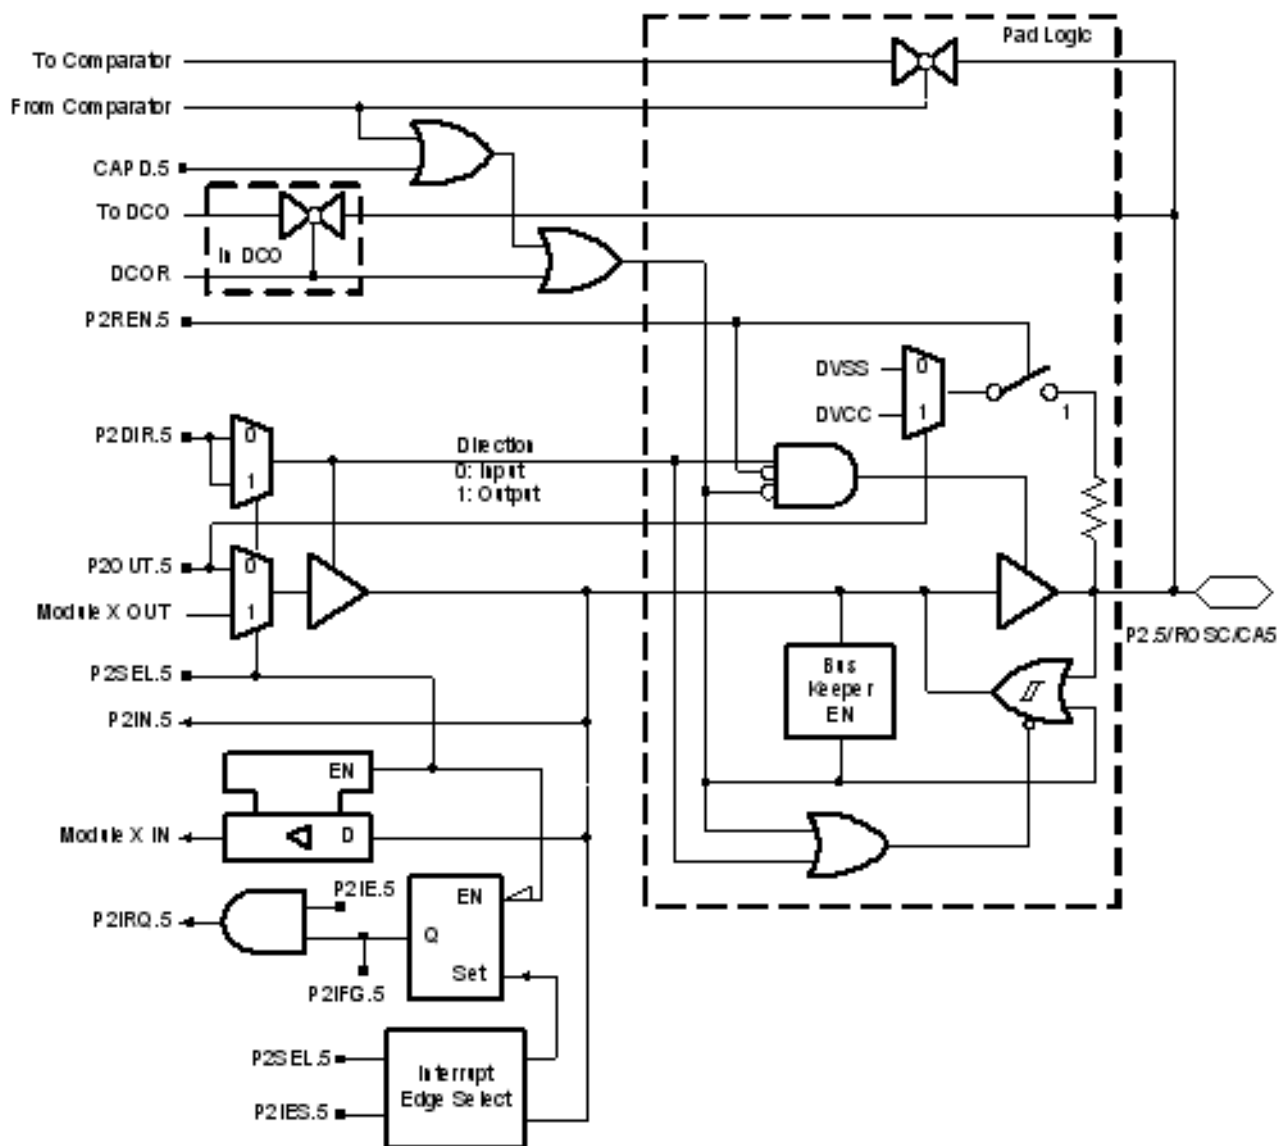 Pad Logic
To Comparator
From Comparator
CAPD.5
To DCO
In DCO
DCOR
P2REN.5
DVSS
0
DVCC
1
1
P2DIR.5
0
1
Direction
0: Input
1: Output
P2OUT.5
0
Module X OUT
1
P2.5/ROSC/CA5
P2SEL.5
Bus
Keeper
EN
P2IN.5
EN
Module X IN
D
P2IE.5
EN
P2IRQ.5
Q
Set
P2IFG.5
P2SEL.5
Interrupt
Edge Select
P2IES.5